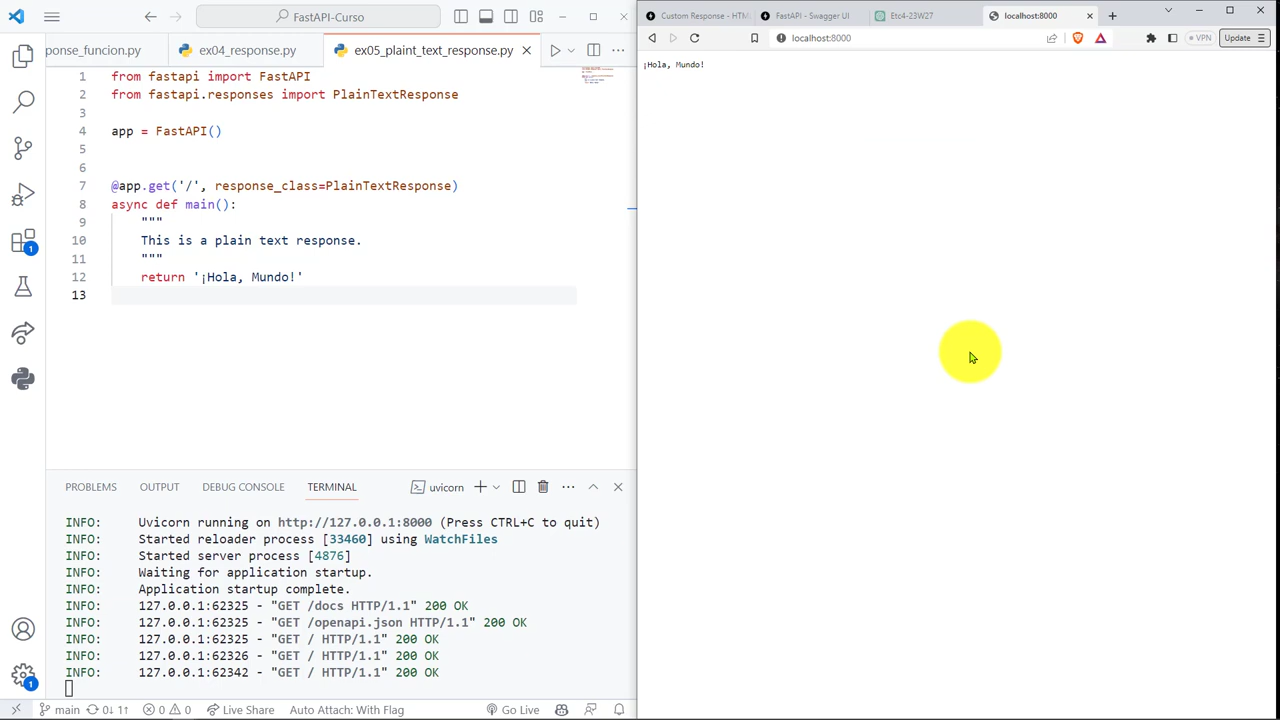 FastAPI-Curso
ponse_funcion.py
ex04_response.py
ex05_plaint_text_response.py
1 from fastapi import FastAPI
2 from fastapi.responses import PlainTextResponse
3
4 app = FastAPI()
5
6
7 @app.get('/', response_class=PlainTextResponse)
8 async def main():
9 """
10 This is a plain text response.
11 """
12 return '¡Hola, Mundo!'
13
1
PROBLEMS
OUTPUT
DEBUG CONSOLE
TERMINAL
uvicorn
INFO: Uvicorn running on http://127.0.0.1:8000 (Press CTRL+C to quit)
INFO: Started reloader process [33460] using WatchFiles
INFO: Started server process [4876]
INFO: Waiting for application startup.
INFO: Application startup complete.
INFO: 127.0.0.1:62325 - "GET /docs HTTP/1.1" 200 OK
INFO: 127.0.0.1:62325 - "GET /openapi.json HTTP/1.1" 200 OK
INFO: 127.0.0.1:62325 - "GET / HTTP/1.1" 200 OK
INFO: 127.0.0.1:62326 - "GET / HTTP/1.1" 200 OK
INFO: 127.0.0.1:62342 - "GET / HTTP/1.1" 200 OK
1
main 0↓ 1↑ 0 0 Live Share Auto Attach: With Flag Go Live
Custom Response - HTM
FastAPI - Swagger UI
Etc4-23W27
localhost:8000
localhost:8000
VPN
Update
¡Hola, Mundo!